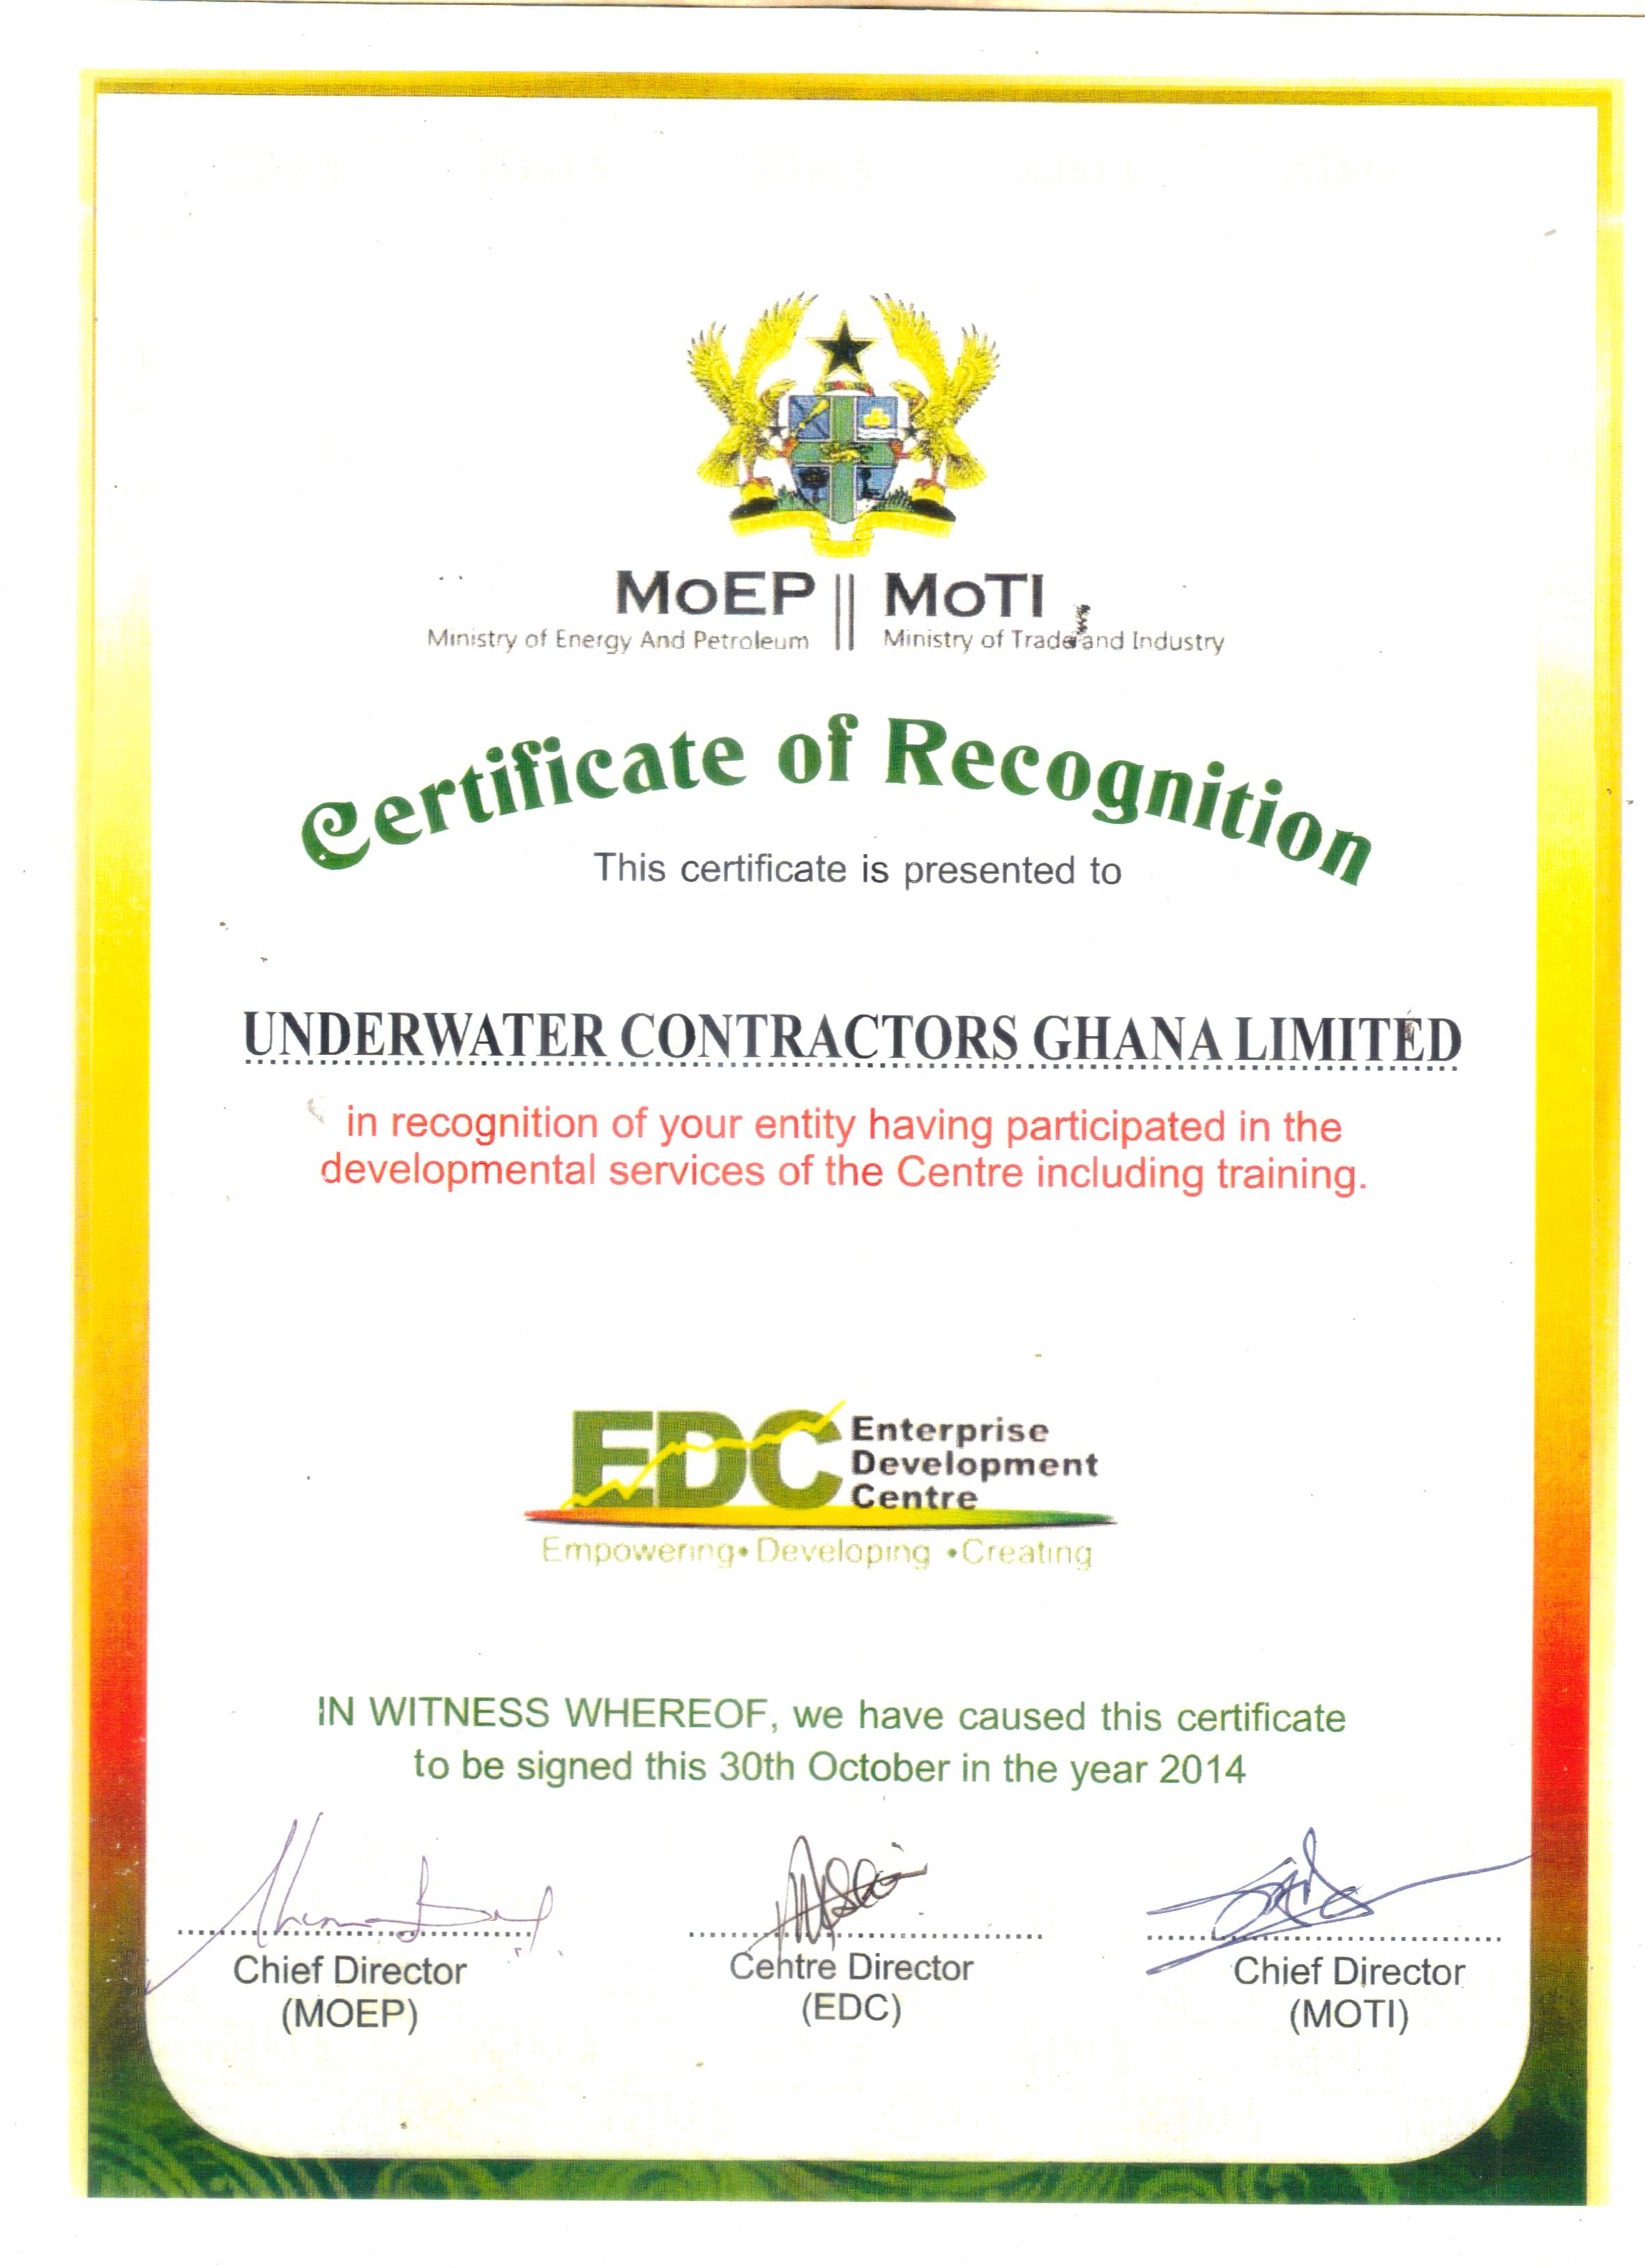 MoEP || MoTI
Ministry of Energy And Petroleum
Ministry of Trade and Industry
Certificate of Recognition
This certificate is presented to
UNDERWATER CONTRACTORS GHANA LIMITED
in recognition of your entity having participated in the
developmental services of the Centre including training.
EDC Enterprise
Development
Centre
Empowering• Developing •Creating
IN WITNESS WHEREOF, we have caused this certificate
to be signed this 30th October in the year 2014
Chief Director
(MOEP)
Centre Director
(EDC)
Chief Director
(MOTI)